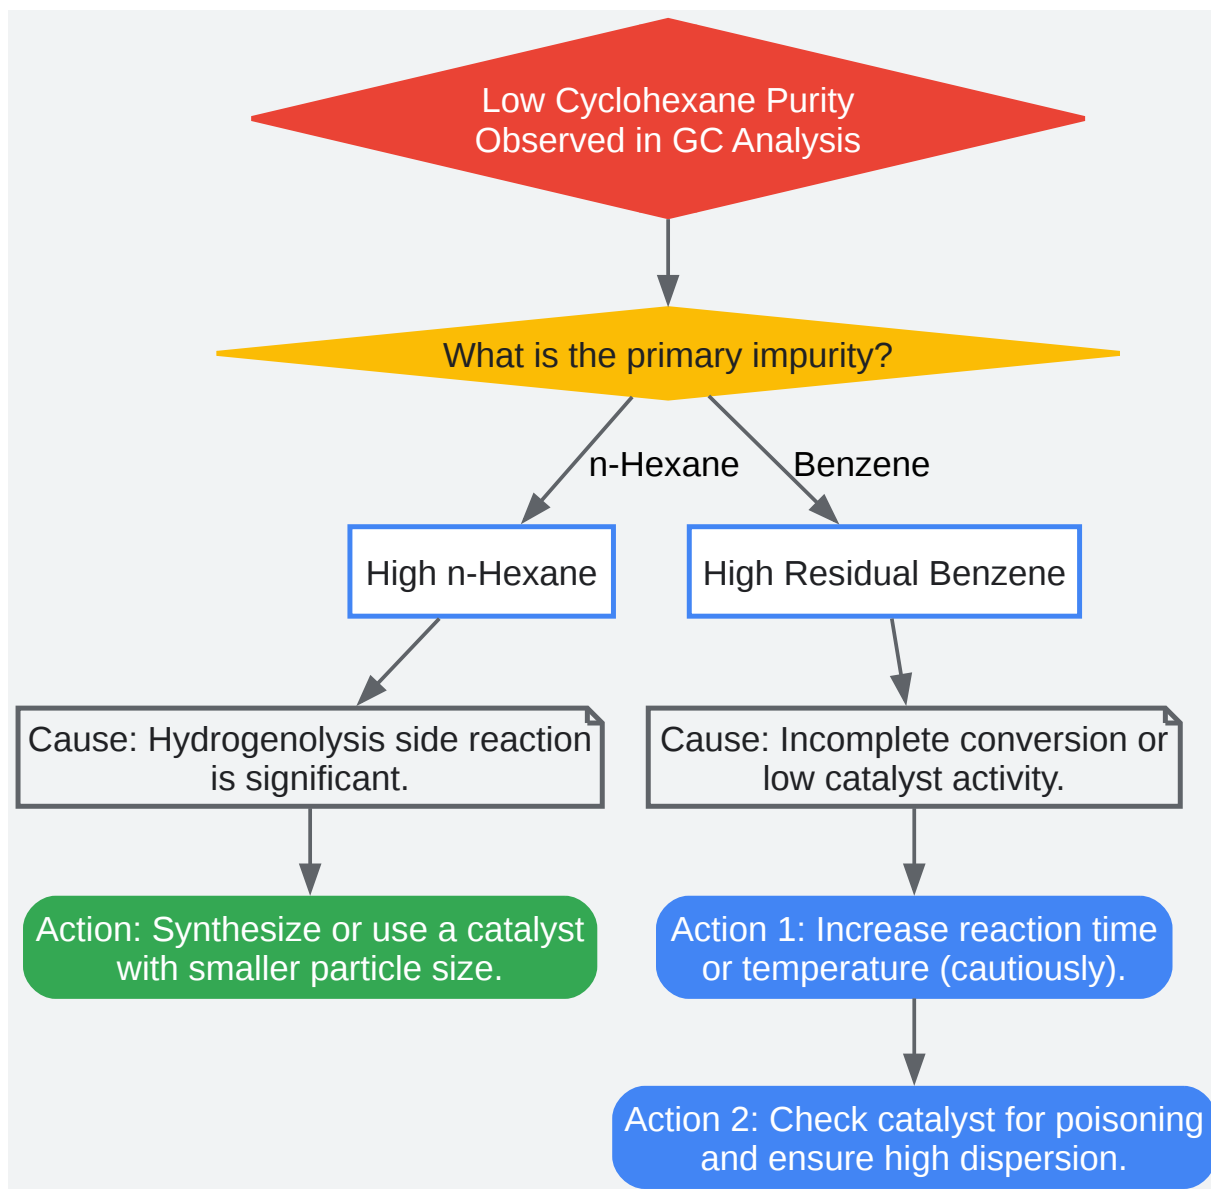 Low Cyclohexane Purity
Observed in GC Analysis
What is the primary impurity?
n-Hexane
Benzene
High n-Hexane
High Residual Benzene
Cause: Hydrogenolysis side reaction
is significant.
Cause: Incomplete conversion or
low catalyst activity.
Action: Synthesize or use a catalyst
with smaller particle size.
Action 1: Increase reaction time
or temperature (cautiously).
Action 2: Check catalyst for poisoning
and ensure high dispersion.